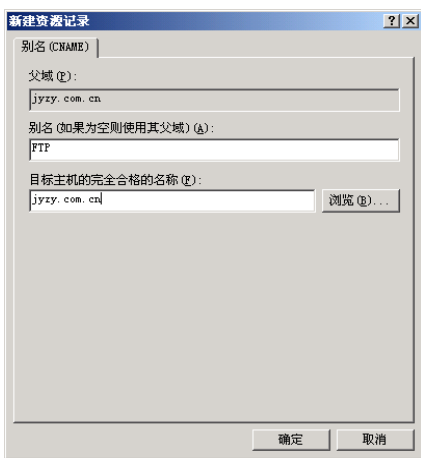 新建资源记录
别名(CNAME)
父域(P):
jyzy.com.cn
别名(如果为空则使用其父域)(A):
FTP
目标主机的完全合格的名称(F):
jyzy.com.cn
浏览(B)...
确定
取消